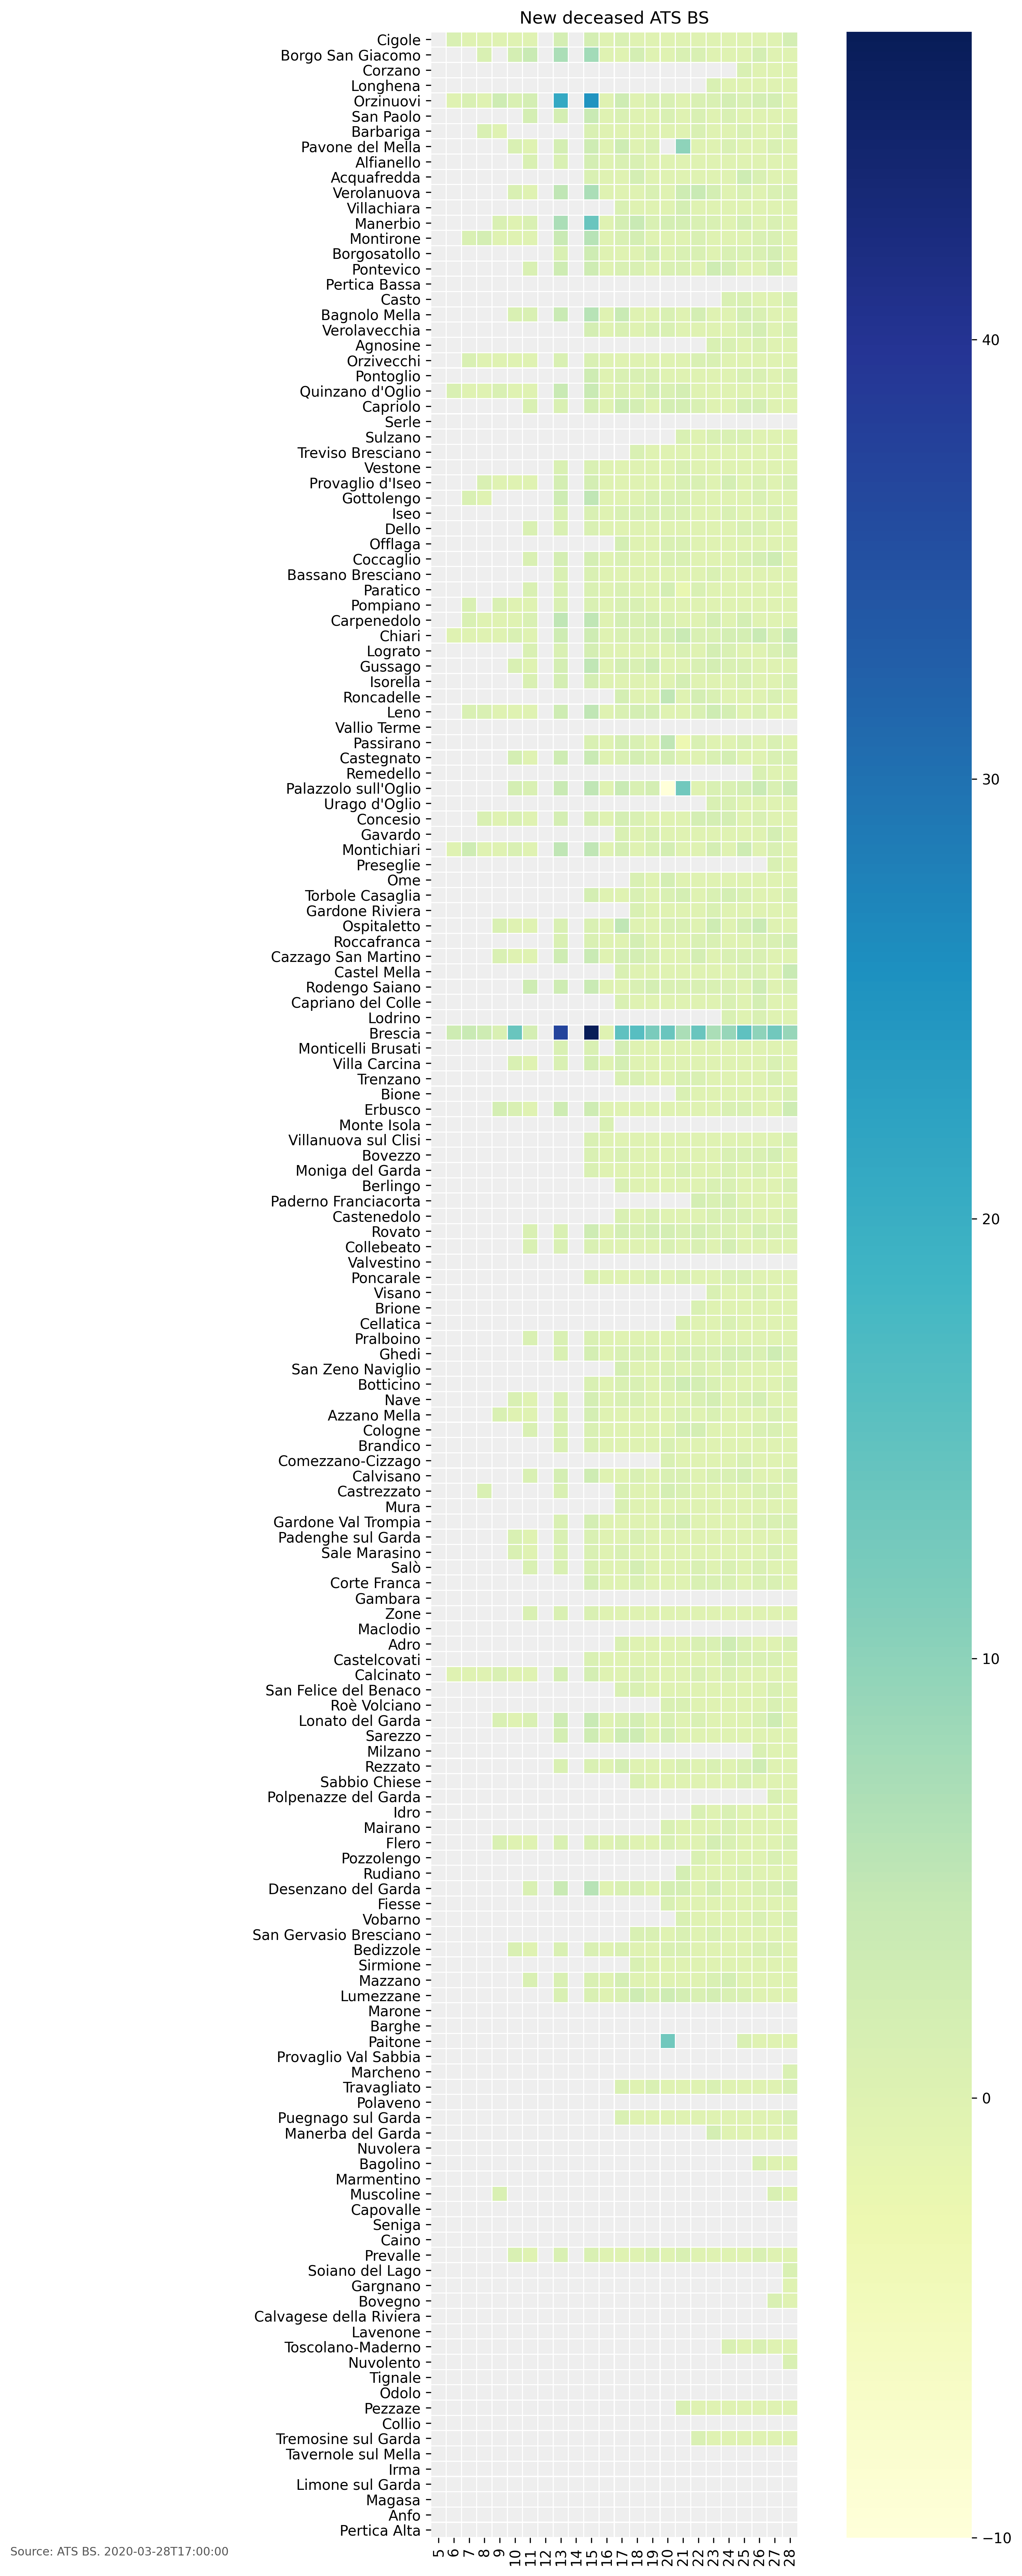 New deceased ATS BS
Cigole
Borgo San Giacomo
Corzano
Longhena
Orzinuovi
San Paolo
Barbariga
Pavone del Mella
Alfianello
Acquafredda
Verolanuova
Villachiara
Manerbio
Montirone
Borgosatollo
Pontevico
Pertica Bassa
Casto
Bagnolo Mella
Verolavecchia
Agnosine
Orzivecchi
Pontoglio
Quinzano d'Oglio
Capriolo
Serle
Sulzano
Treviso Bresciano
Vestone
Provaglio d'Iseo
Gottolengo
Iseo
Dello
Offlaga
Coccaglio
Bassano Bresciano
Paratico
Pompiano
Carpenedolo
Chiari
Lograto
Gussago
Isorella
Roncadelle
Leno
Vallio Terme
Passirano
Castegnato
Remedello
Palazzolo sull'Oglio
Urago d'Oglio
Concesio
Gavardo
Montichiari
Preseglie
Ome
Torbole Casaglia
Gardone Riviera
Ospitaletto
Roccafranca
Cazzago San Martino
Castel Mella
Rodengo Saiano
Capriano del Colle
Lodrino
Brescia
Monticelli Brusati
Villa Carcina
Trenzano
Bione
Erbusco
Monte Isola
Villanuova sul Clisi
Bovezzo
Moniga del Garda
Berlingo
Paderno Franciacorta
Castenedolo
Rovato
Collebeato
Valvestino
Poncarale
Visano
Brione
Cellatica
Pralboino
Ghedi
San Zeno Naviglio
Botticino
Nave
Azzano Mella
Cologne
Brandico
Comezzano-Cizzago
Calvisano
Castrezzato
Mura
Gardone Val Trompia
Padenghe sul Garda
Sale Marasino
Salò
Corte Franca
Gambara
Zone
Maclodio
Adro
Castelcovati
Calcinato
San Felice del Benaco
Roè Volciano
Lonato del Garda
Sarezzo
Milzano
Rezzato
Sabbio Chiese
Polpenazze del Garda
Idro
Mairano
Flero
Pozzolengo
Rudiano
Desenzano del Garda
Fiesse
Vobarno
San Gervasio Bresciano
Bedizzole
Sirmione
Mazzano
Lumezzane
Marone
Barghe
Paitone
Provaglio Val Sabbia
Marcheno
Travagliato
Polaveno
Puegnago sul Garda
Manerba del Garda
Nuvolera
Bagolino
Marmentino
Muscoline
Capovalle
Seniga
Caino
Prevalle
Soiano del Lago
Gargnano
Bovegno
Calvagese della Riviera
Lavenone
Toscolano-Maderno
Nuvolento
Tignale
Odolo
Pezzaze
Collio
Tremosine sul Garda
Tavernole sul Mella
Irma
Limone sul Garda
Magasa
Anfo
Pertica Alta
5 6 7 8 9 10 11 12 13 14 15 16 17 18 19 20 21 22 23 24 25 26 27 28
40
30
20
10
0
−10
Source: ATS BS. 2020-03-28T17:00:00